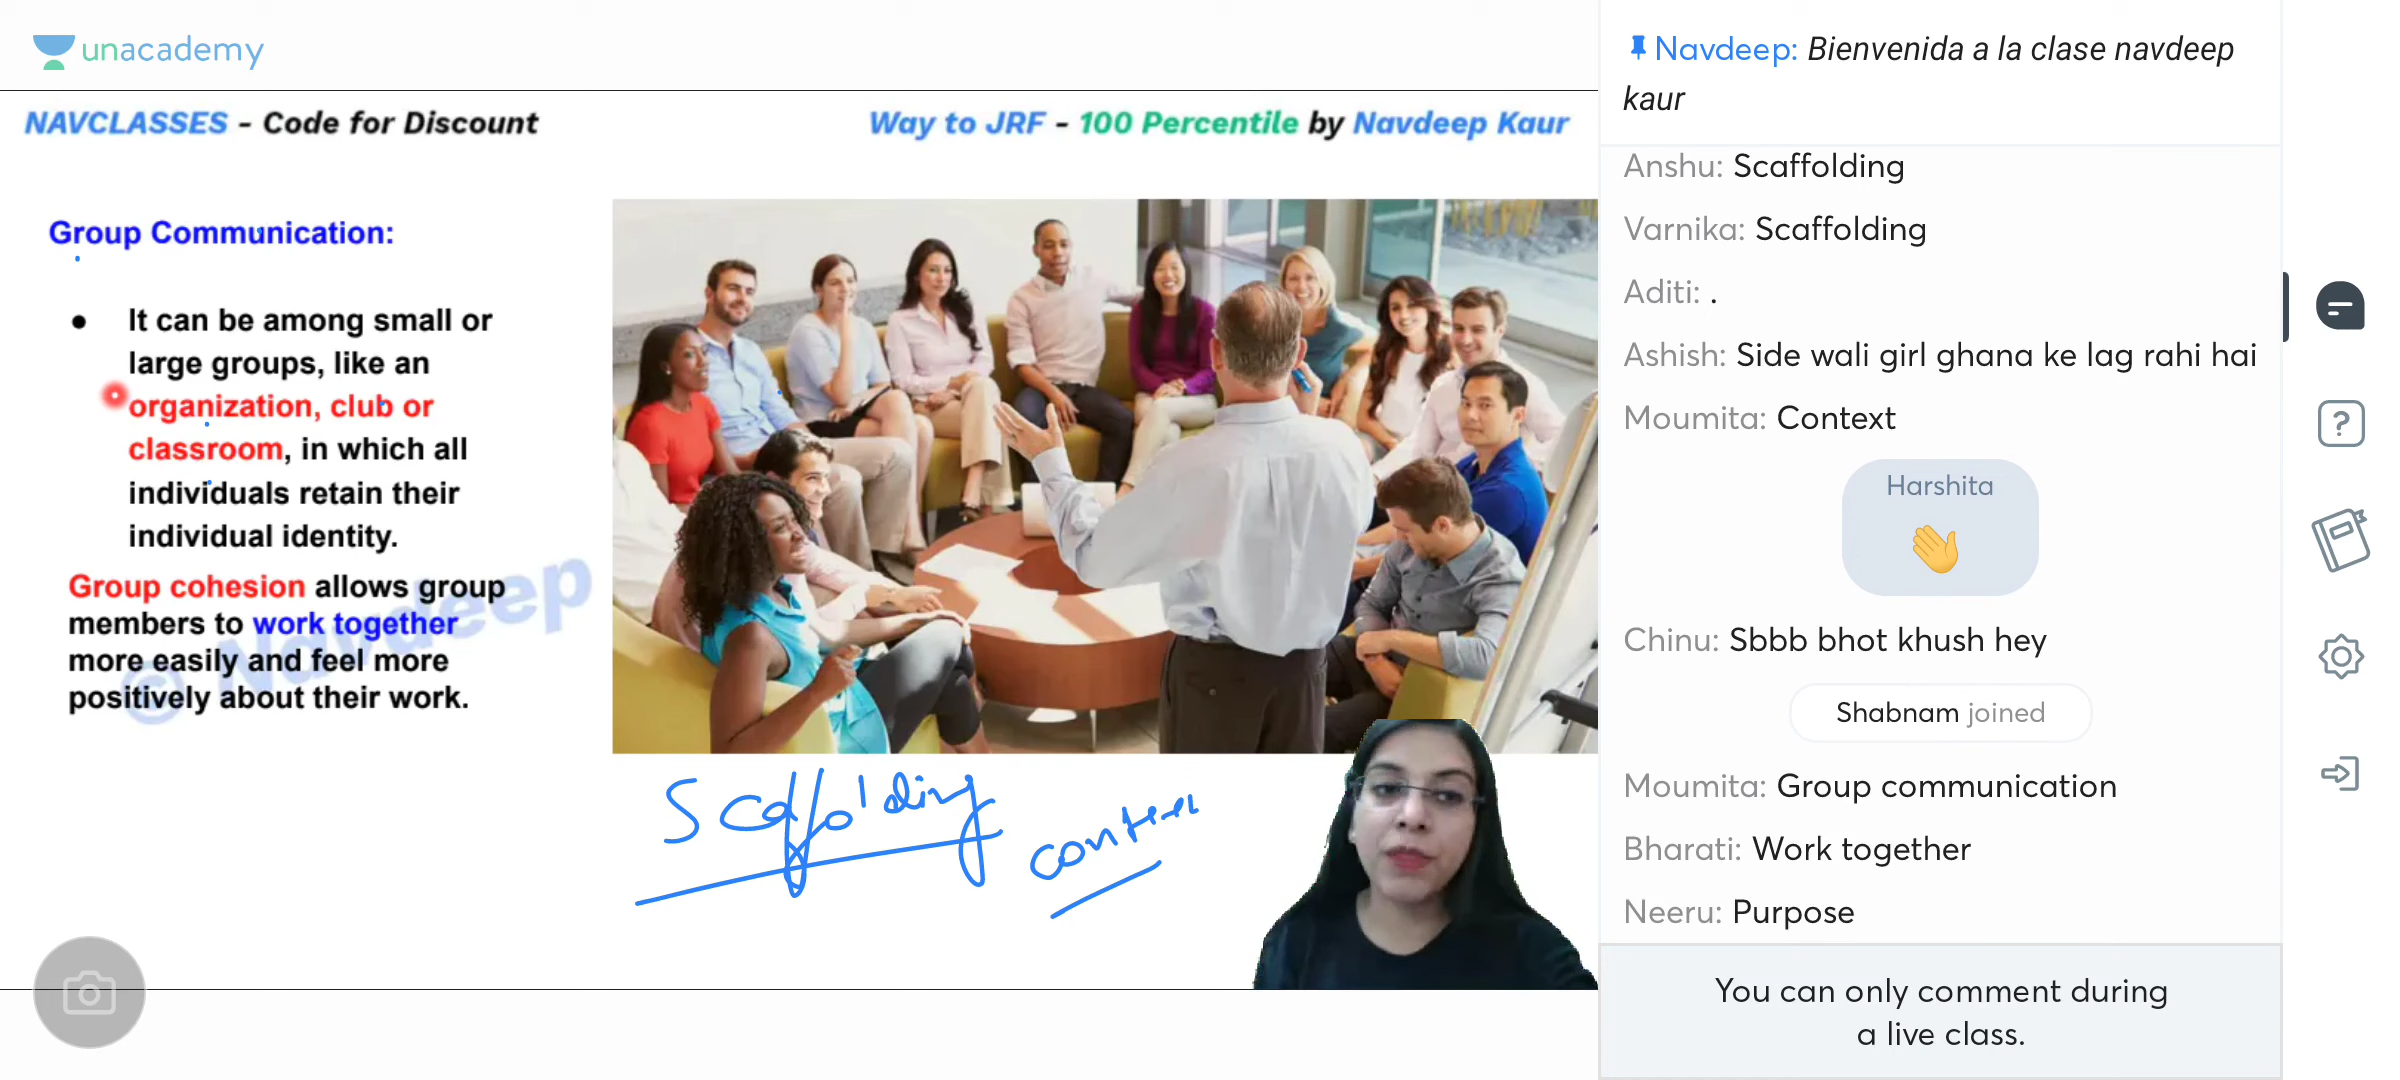 unacademy
NAVCLASSES - Code for Discount
Way to JRF - 100 Percentile by Navdeep Kaur
Group Communication:
● It can be among small or
large groups, like an
organization, club or
classroom, in which all
individuals retain their
individual identity.
Group cohesion allows group
members to work together
more easily and feel more
positively about their work.
© Navdeep
Scaffolding
Navdeep: Bienvenida a la clase navdeep
kaur
Anshu: Scaffolding
Varnika: Scaffolding
Aditi: .
Ashish: Side wali girl ghana ke lag rahi hai
Moumita: Context
Harshita
👋
Chinu: Sbbb bhot khush hey
Shabnam joined
Moumita: Group communication
Bharati: Work together
Neeru: Purpose
You can only comment during
a live class.